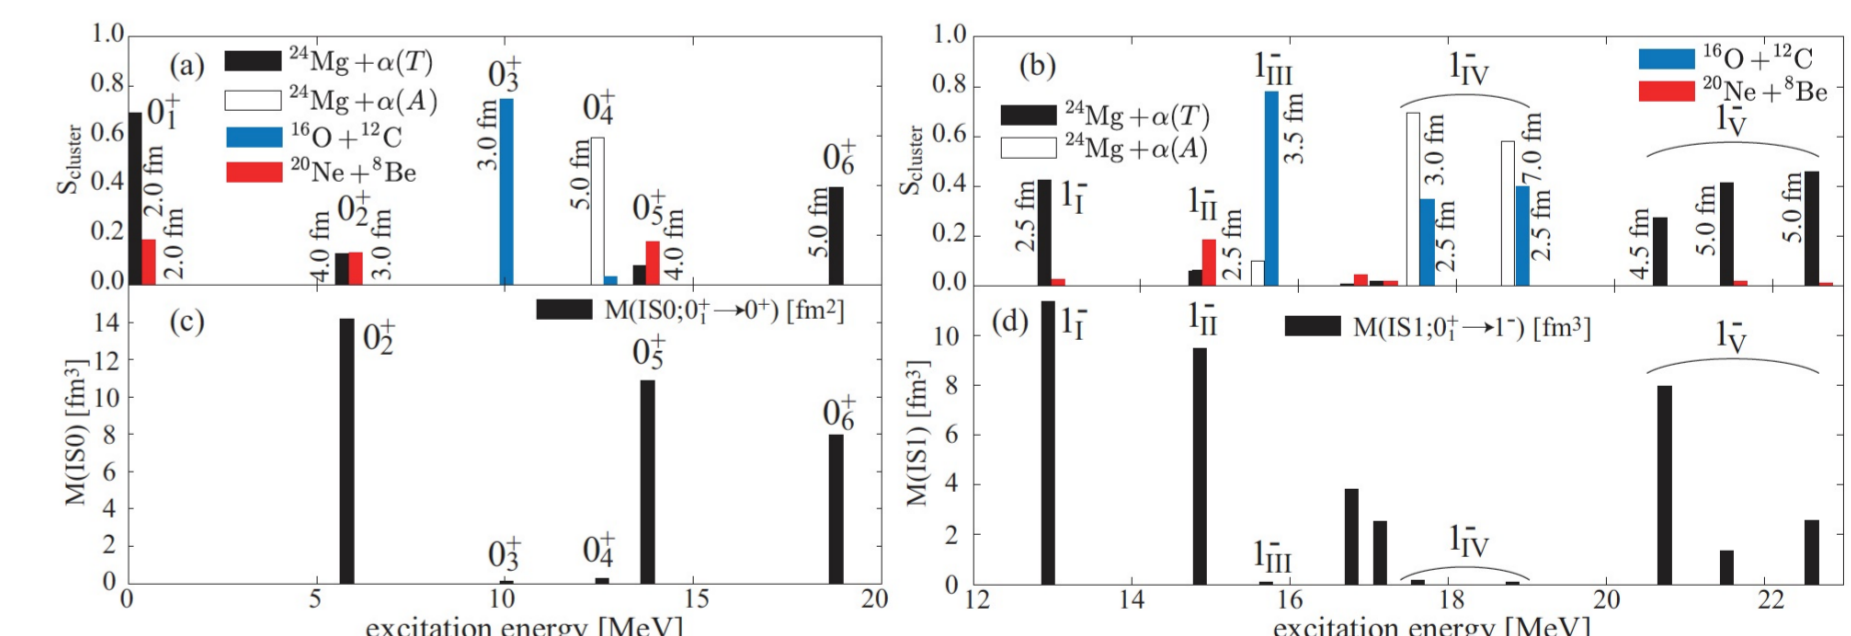 (a)
²⁴Mg+α(T)
²⁴Mg+α(A)
¹⁶O+¹²C
²⁰Ne+⁸Be
S_cluster
1.0
0.8
0.6
0.4
0.2
0.0
0₁⁺
2.0 fm
2.0 fm
0₂⁺
4.0 fm
3.0 fm
0₃⁺
3.0 fm
0₄⁺
5.0 fm
0₅⁺
4.0 fm
0₆⁺
5.0 fm
(b)
²⁴Mg+α(T)
²⁴Mg+α(A)
¹⁶O+¹²C
²⁰Ne+⁸Be
S_cluster
1.0
0.8
0.6
0.4
0.2
0.0
1⁻_I
2.5 fm
1⁻_II
2.5 fm
1⁻_III
3.5 fm
1⁻_IV
3.0 fm
2.5 fm
7.0 fm
2.5 fm
1⁻_V
4.5 fm
5.0 fm
5.0 fm
(c)
M(IS0;0₁⁺→0⁺) [fm²]
M(IS0) [fm³]
14
12
10
8
6
4
2
0
0₂⁺
0₃⁺
0₄⁺
0₅⁺
0₆⁺
0 5 10 15 20
excitation energy [MeV]
(d)
M(IS1;0₁⁺→1⁻) [fm³]
M(IS1) [fm³]
10
8
6
4
2
0
1⁻_I
1⁻_II
1⁻_III
1⁻_IV
1⁻_V
12 14 16 18 20 22
excitation energy [MeV]